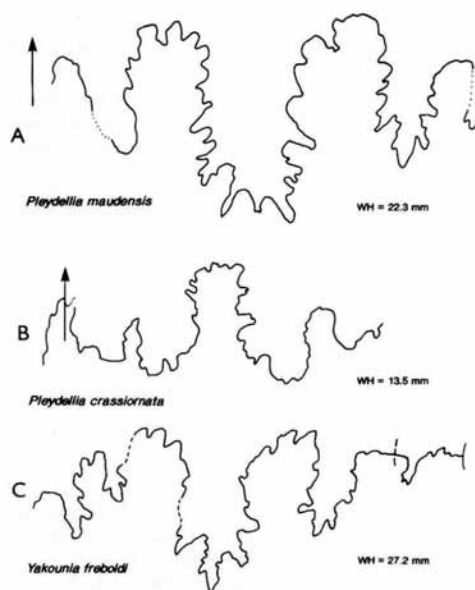 A
Pleydellia maudensis
WH = 22.3 mm
B
Pleydellia crassiornata
WH = 13.5 mm
C
Yakounia freboldi
WH = 27.2 mm